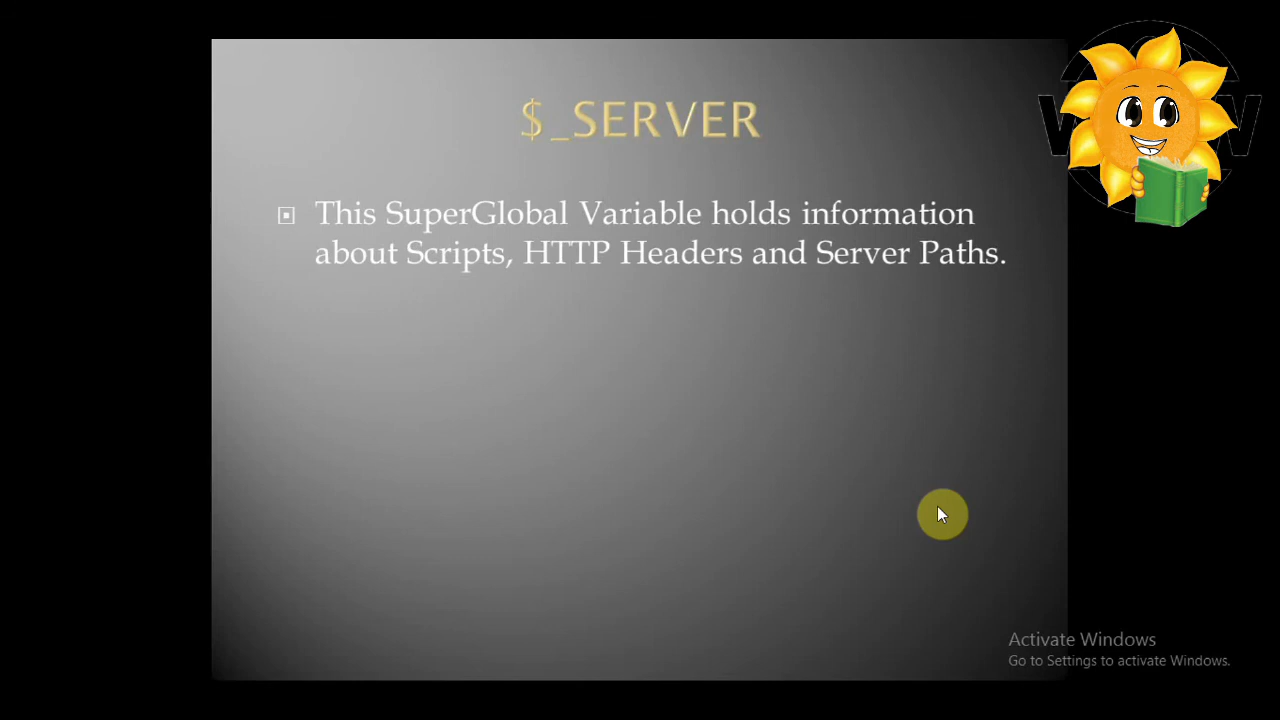 $_SERVER
This SuperGlobal Variable holds information
about Scripts, HTTP Headers and Server Paths.
Activate Windows
Go to Settings to activate Windows.